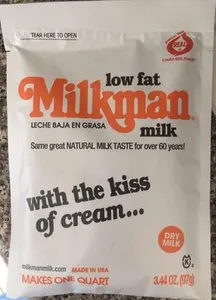 TEAR HERE TO OPEN
REAL
low fat
Milkman®
LECHE BAJA EN GRASA
milk
Same great NATURAL MILK TASTE for over 60 years!
with the kiss
of cream...
DRY
MILK
milkmanmilk.com MADE IN USA
K
MAKES ONE QUART
3.44 OZ. (97g)